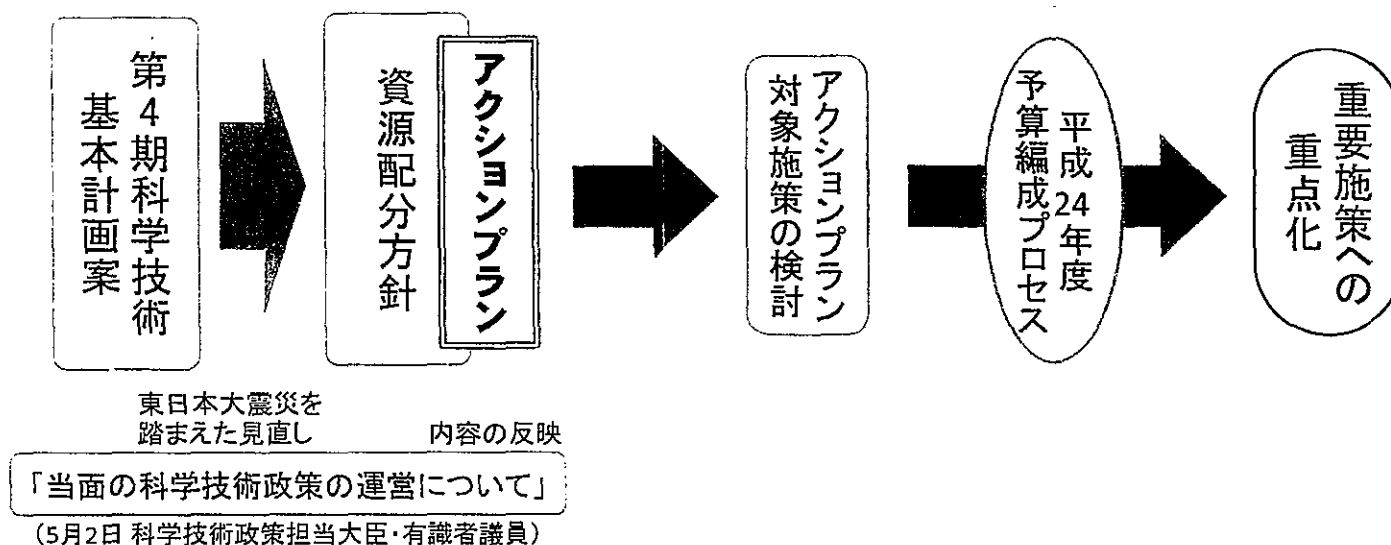 第4期科学技術
基本計画案
資源配分方針
アクションプラン
アクションプラン
対象施策の検討
平成24年度
予算編成プロセス
重要施策への
重点化
東日本大震災を
踏まえた見直し
内容の反映
「当面の科学技術政策の運営について」
(5月2日 科学技術政策担当大臣・有識者議員)